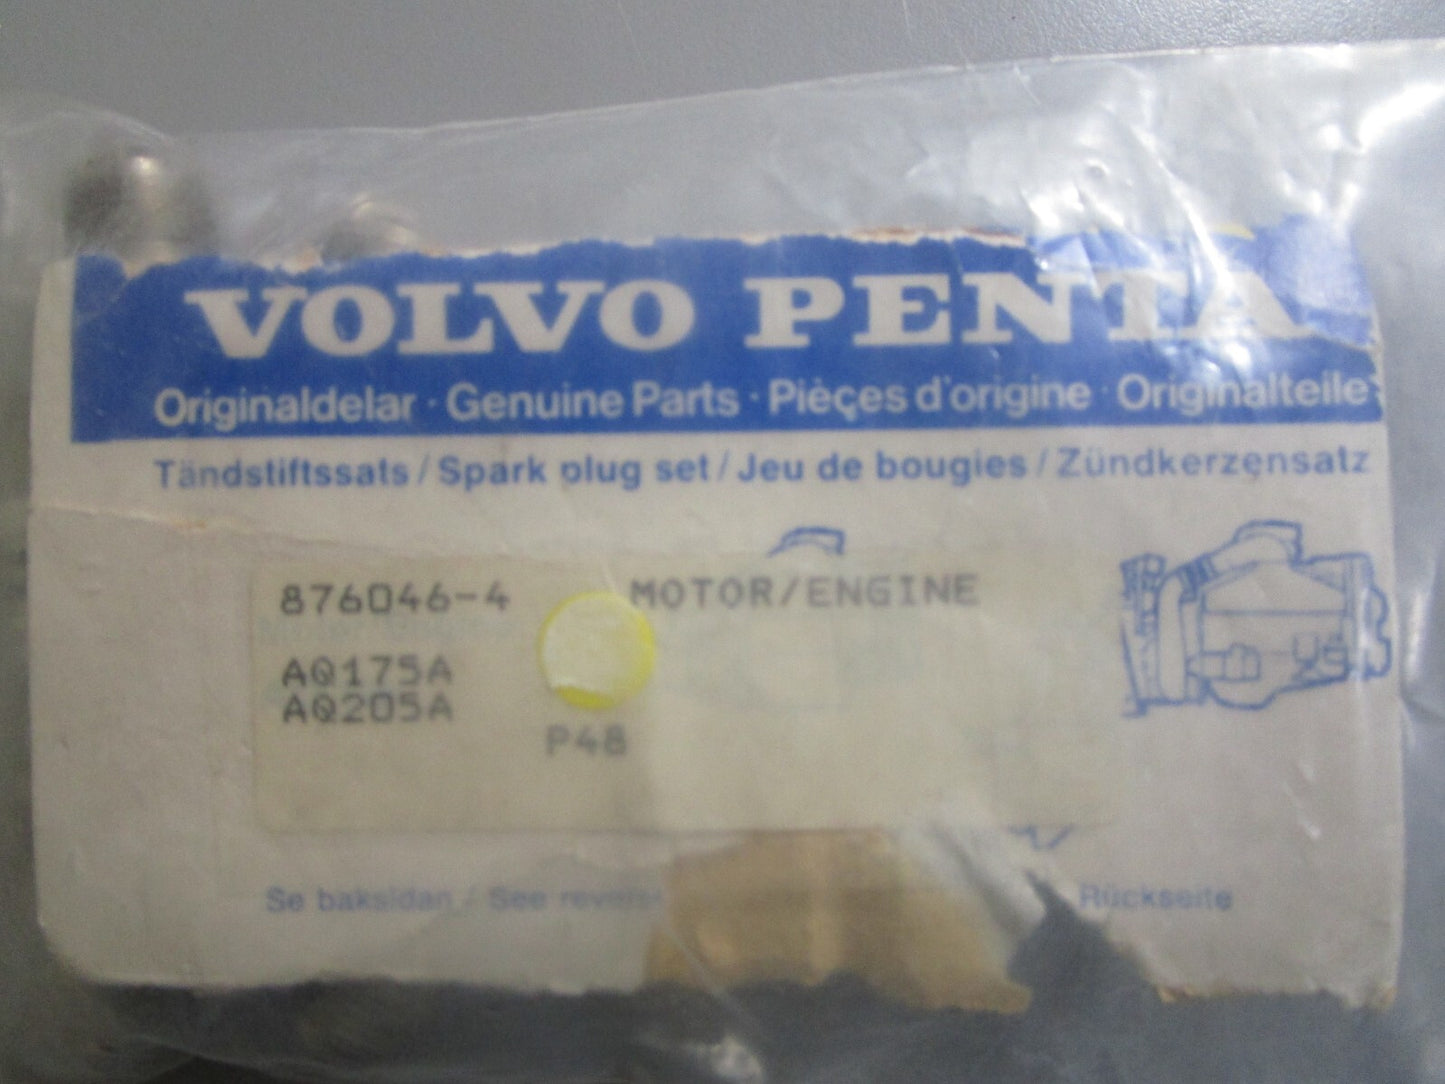 VOLVO PENTA
Originaldelar · Genuine Parts · Pièces d'origine · Originalteile
Tändstiftssats / Spark plug set / Jeu de bougies / Zündkerzensatz
876046-4 MOTOR/ENGINE
AQ175A
AQ205A
P48
Se baksidan / See reverse Rückseite